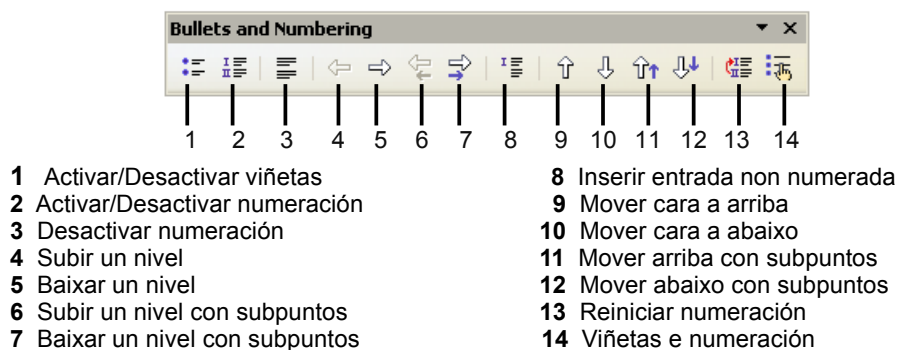 Bullets and Numbering
1 2 3 4 5 6 7 8 9 10 11 12 13 14
1 Activar/Desactivar viñetas
2 Activar/Desactivar numeración
3 Desactivar numeración
4 Subir un nivel
5 Baixar un nivel
6 Subir un nivel con subpuntos
7 Baixar un nivel con subpuntos
8 Inserir entrada non numerada
9 Mover cara a arriba
10 Mover cara a abaixo
11 Mover arriba con subpuntos
12 Mover abaixo con subpuntos
13 Reiniciar numeración
14 Viñetas e numeración